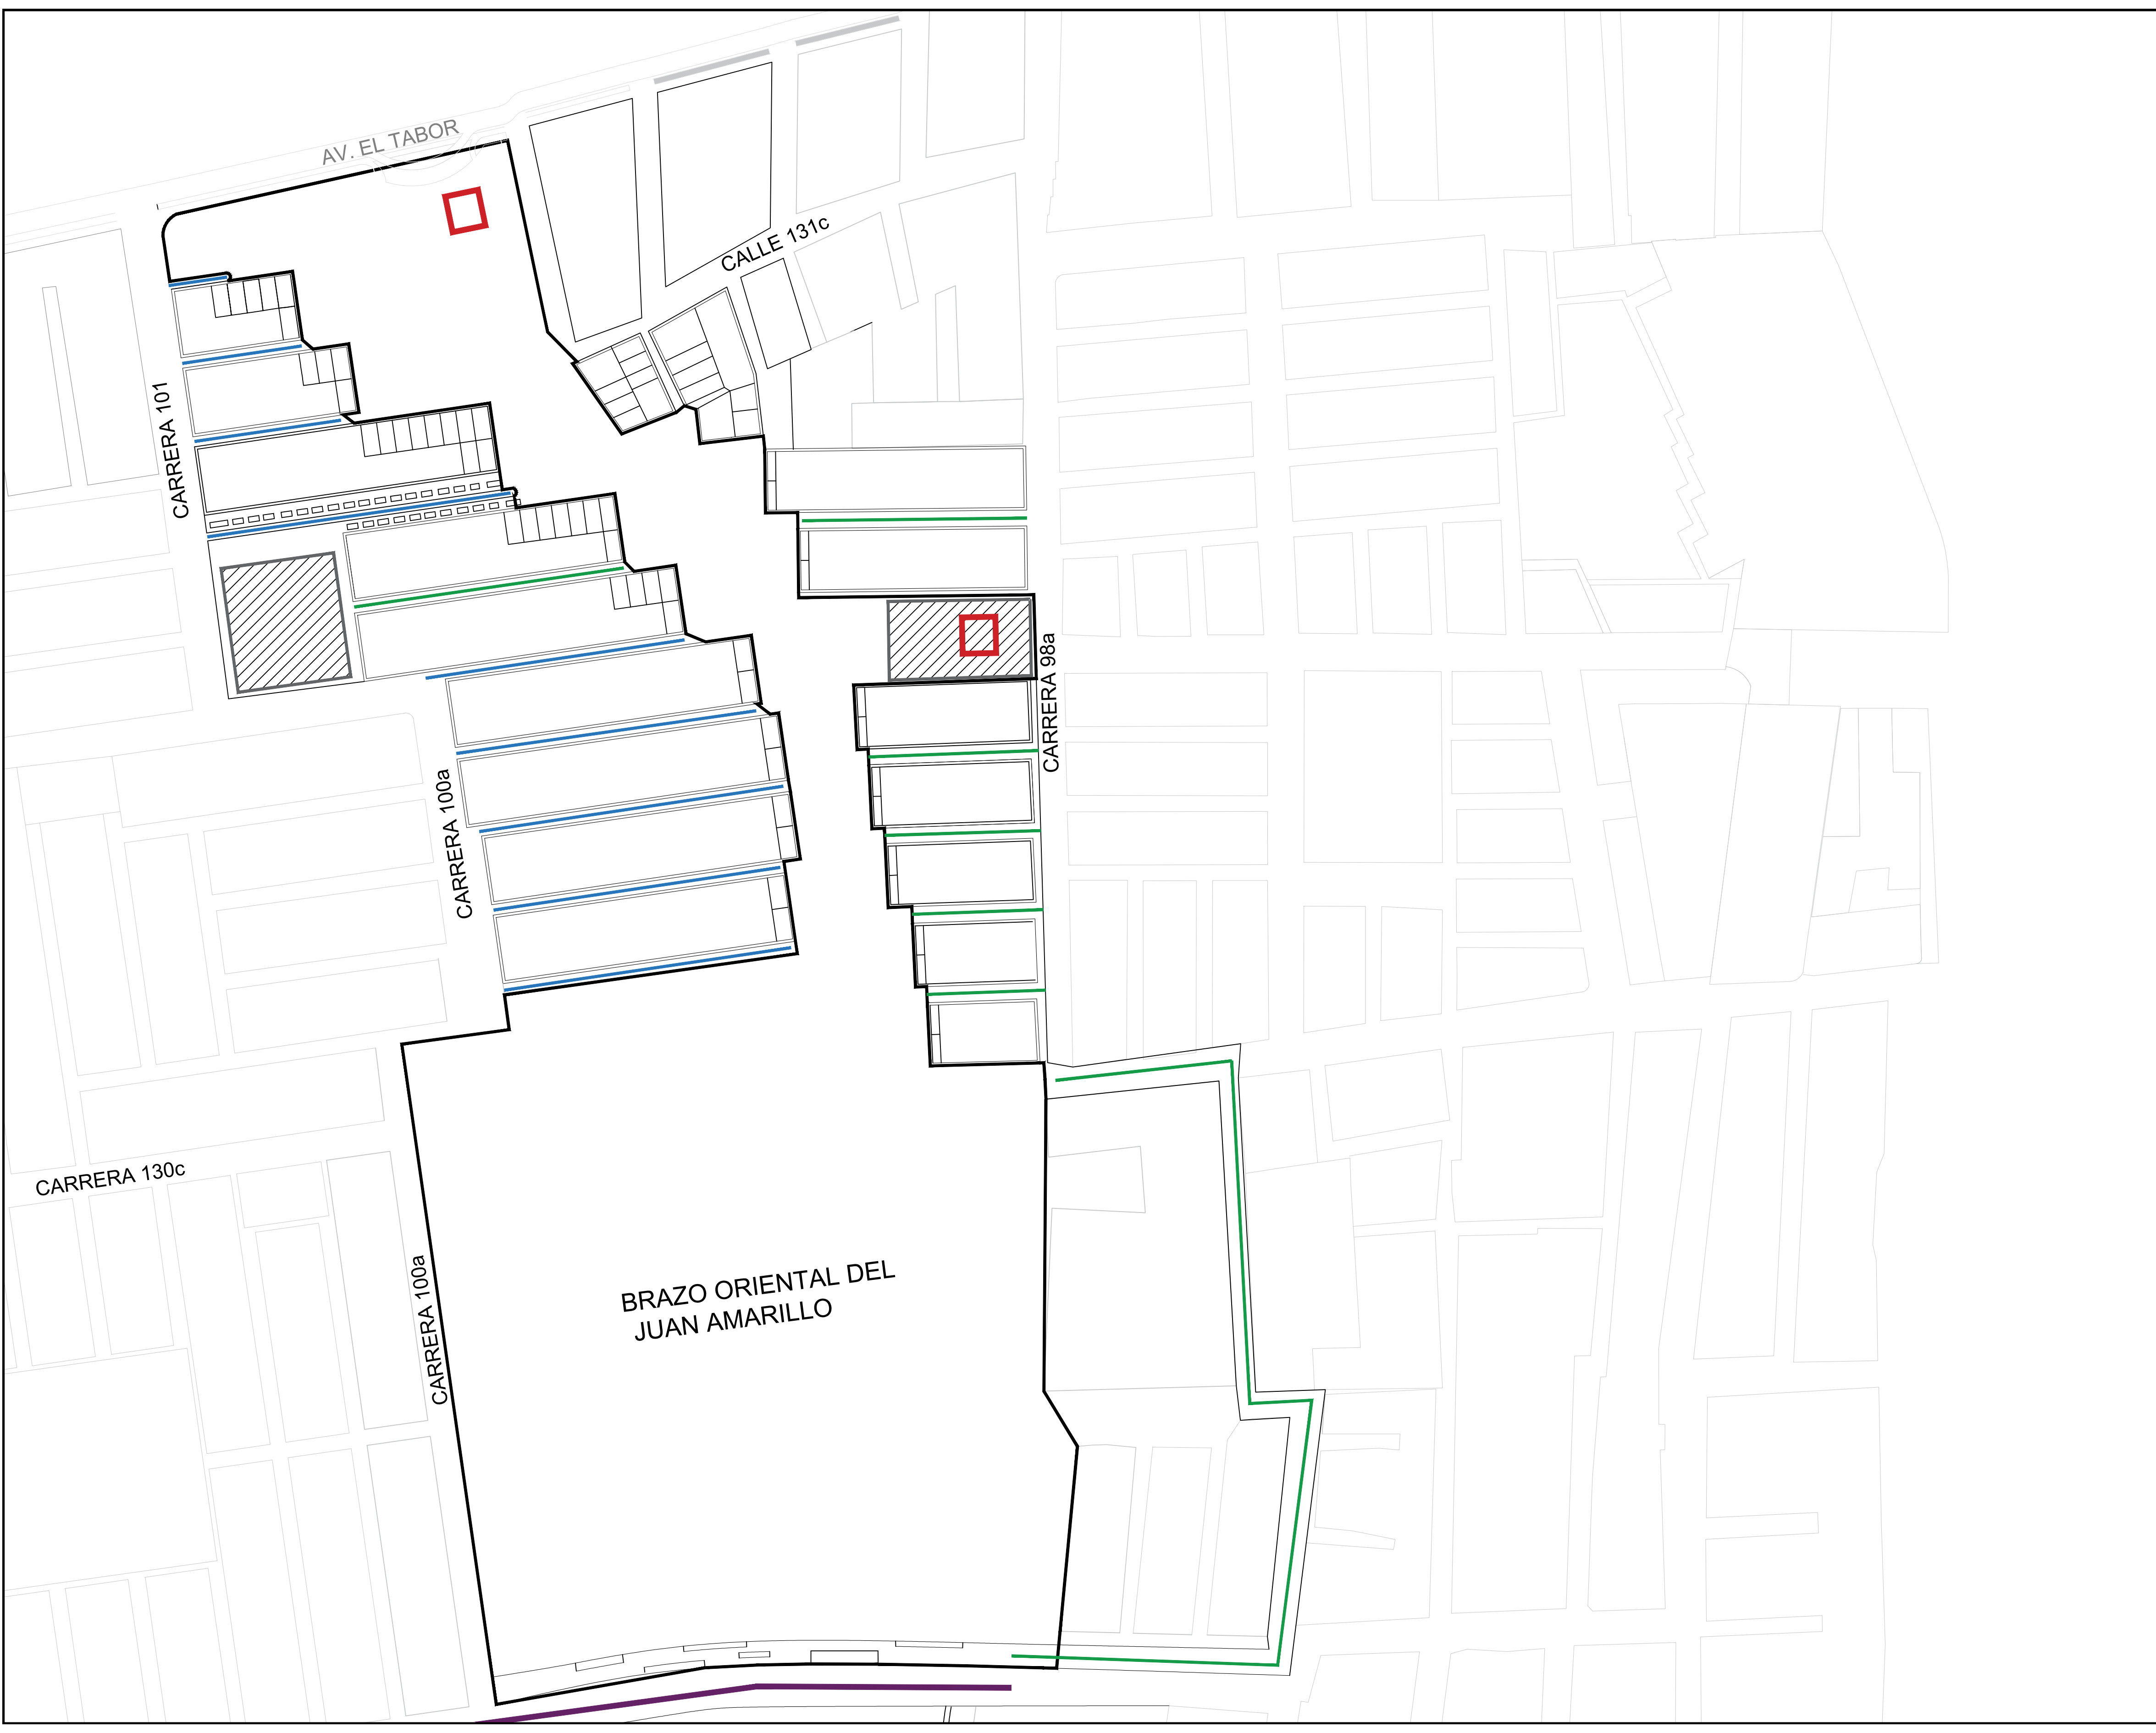 AV. EL TABOR
CALLE 131c
CARRERA 101
CARRERA 98a
CARRERA 100a
CARRERA 130c
CARRERA 100a
BRAZO ORIENTAL DEL
JUAN AMARILLO